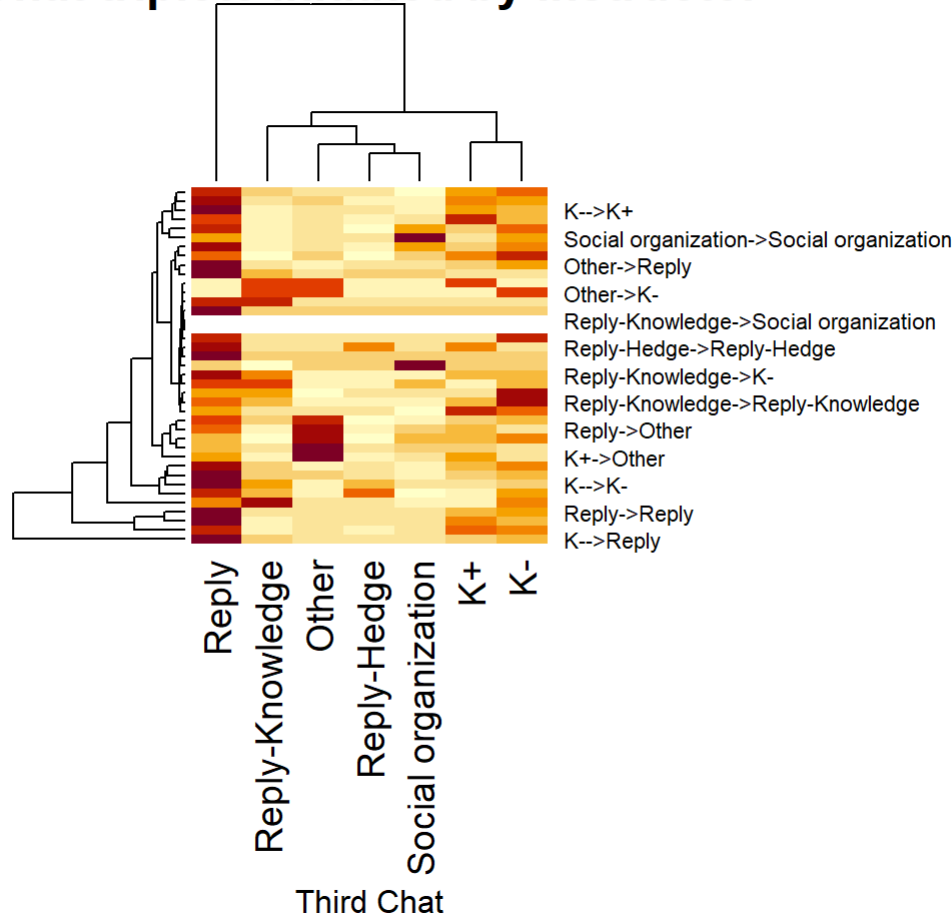 K-->K+
Social organization->Social organization
Other->Reply
Other->K-
Reply-Knowledge->Social organization
Reply-Hedge->Reply-Hedge
Reply-Knowledge->K-
Reply-Knowledge->Reply-Knowledge
Reply->Other
K+->Other
K-->K-
Reply->Reply
K-->Reply
Reply
Reply-Knowledge
Other
Reply-Hedge
Social organization
K+
K-
Third Chat